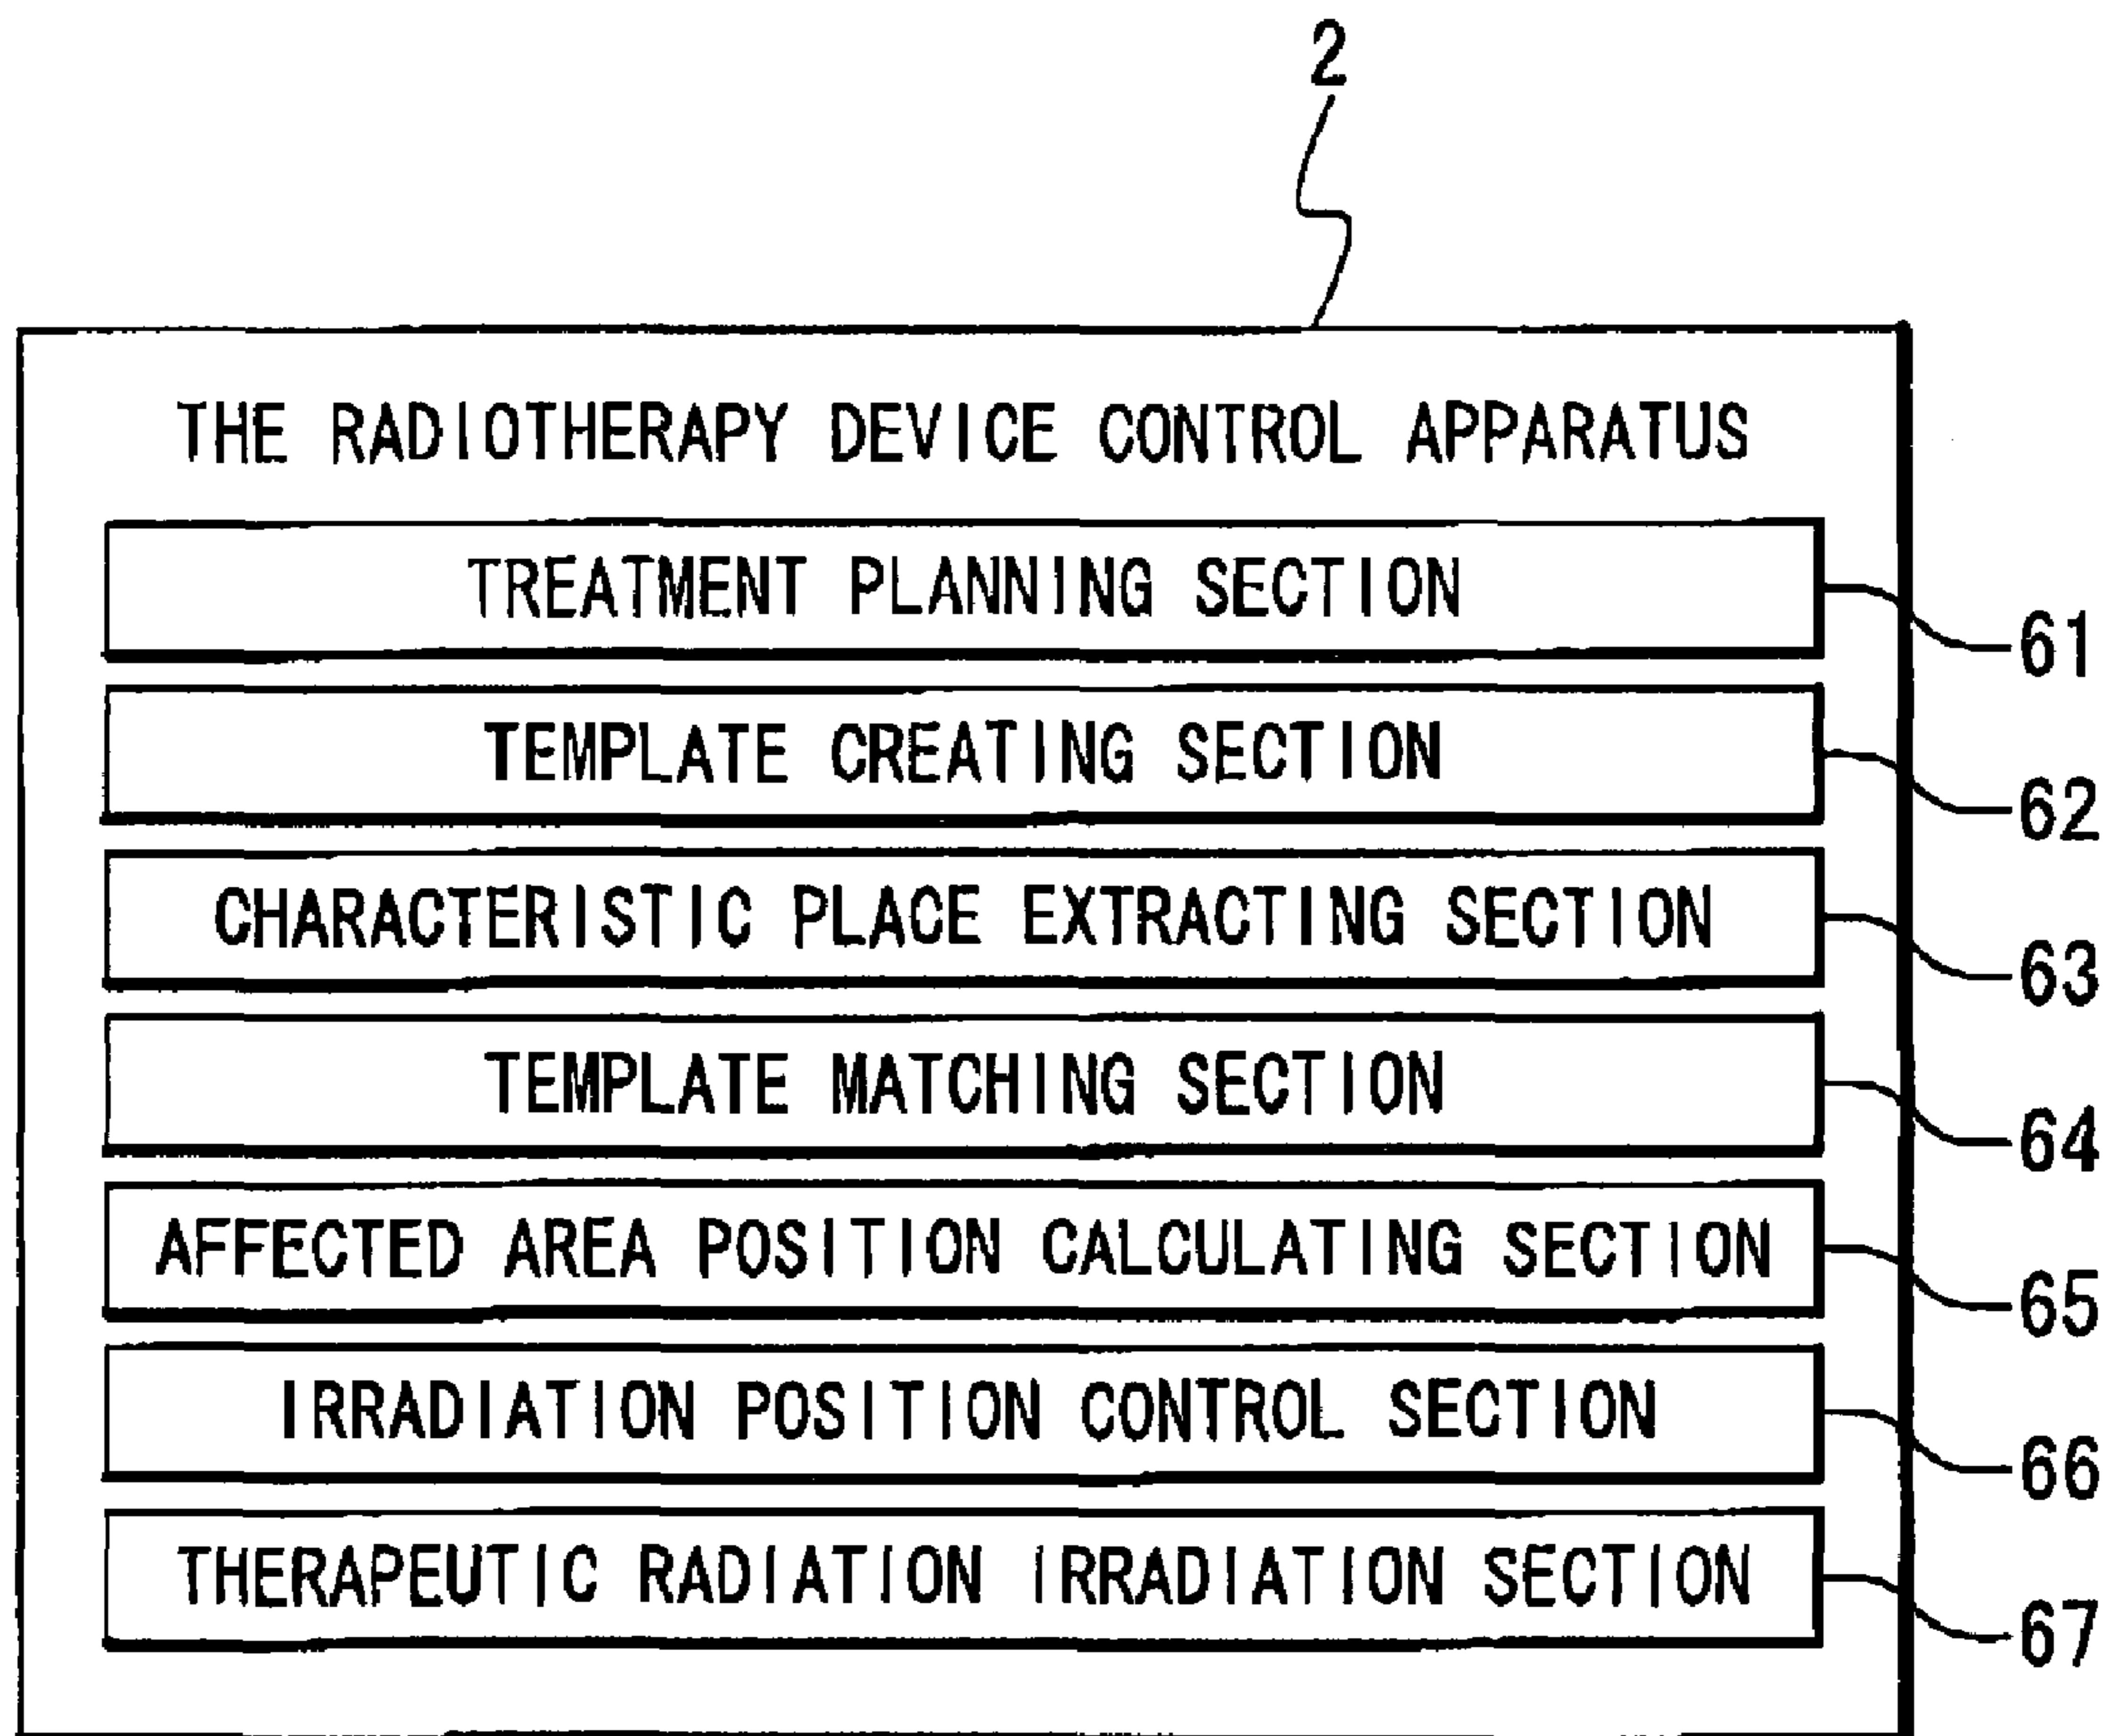 2
THE RADIOTHERAPY DEVICE CONTROL APPARATUS
TREATMENT PLANNING SECTION
61
TEMPLATE CREATING SECTION
62
CHARACTERISTIC PLACE EXTRACTING SECTION
63
TEMPLATE MATCHING SECTION
64
AFFECTED AREA POSITION CALCULATING SECTION
65
IRRADIATION POSITION CONTROL SECTION
66
THERAPEUTIC RADIATION IRRADIATION SECTION
67